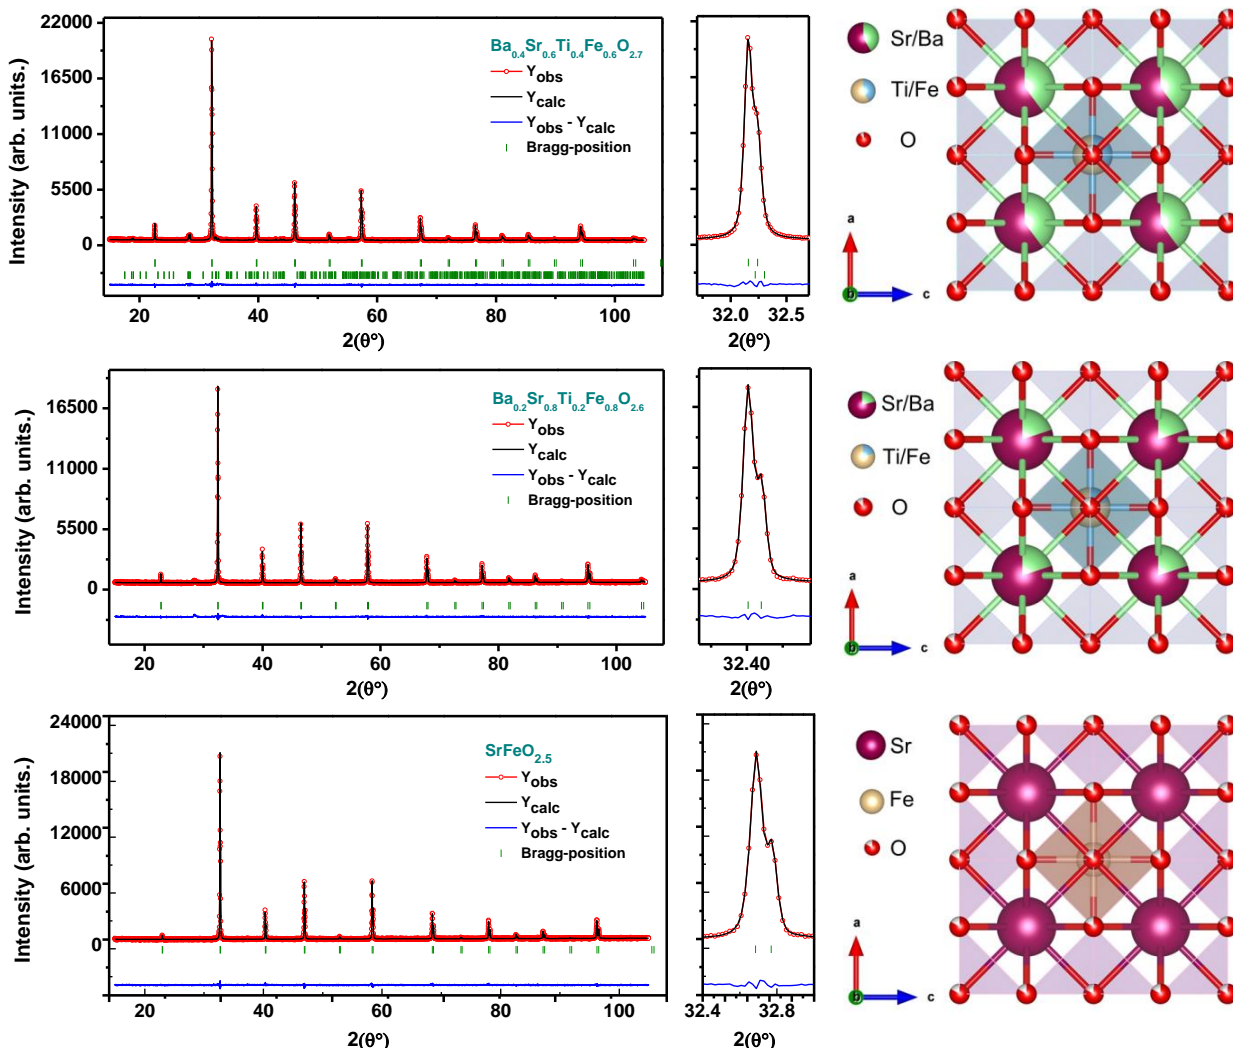 22000
16500
11000
5500
0
Intensity (arb. units.)
Ba0.4Sr0.6Ti0.4Fe0.6O2.7
Yobs
Ycalc
Yobs - Ycalc
Bragg-position
20 40 60 80 100
2(θ°)
32.0 32.5
2(θ°)
Sr/Ba
Ti/Fe
O
a
b
c
16500
11000
5500
0
Intensity (arb. units.)
Ba0.2Sr0.8Ti0.2Fe0.8O2.6
Yobs
Ycalc
Yobs - Ycalc
Bragg-position
20 40 60 80 100
2(θ°)
32.40
2(θ°)
Sr/Ba
Ti/Fe
O
a
b
c
24000
18000
12000
6000
0
Intensity (arb. units.)
SrFeO2.5
Yobs
Ycalc
Yobs - Ycalc
Bragg-position
20 40 60 80 100
2(θ°)
32.4 32.8
2(θ°)
Sr
Fe
O
a
b
c